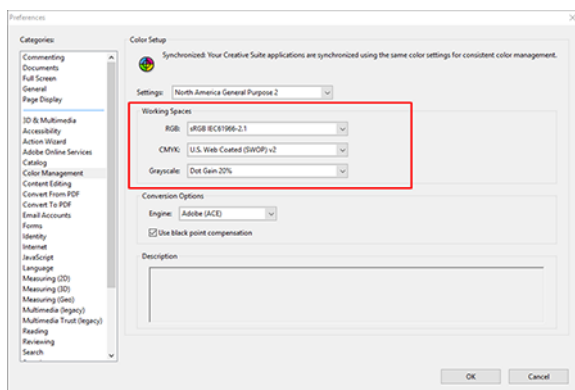 Preferences
Categories:
Commenting
Documents
Full Screen
General
Page Display
3D & Multimedia
Accessibility
Action Wizard
Adobe Online Services
Catalog
Color Management
Content Editing
Convert From PDF
Convert To PDF
Email Accounts
Forms
Identity
Internet
JavaScript
Language
Measuring (2D)
Measuring (3D)
Measuring (Geo)
Multimedia (legacy)
Multimedia Trust (legacy)
Reading
Reviewing
Search
Color Setup
Synchronized: Your Creative Suite applications are synchronized using the same color settings for consistent color management.
Settings: North America General Purpose 2
Working Spaces
RGB: sRGB IEC61966-2.1
CMYK: U.S. Web Coated (SWOP) v2
Grayscale: Dot Gain 20%
Conversion Options
Engine: Adobe (ACE)
Use black point compensation
Description
OK Cancel